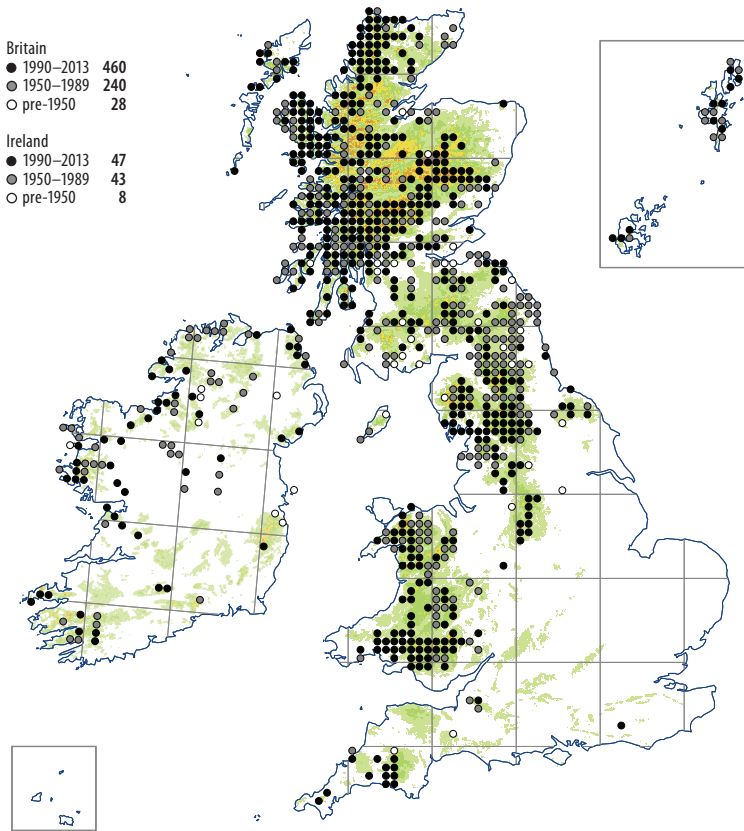 Britain
● 1990–2013 460
● 1950–1989 240
○ pre-1950 28
Ireland
● 1990–2013 47
● 1950–1989 43
○ pre-1950 8